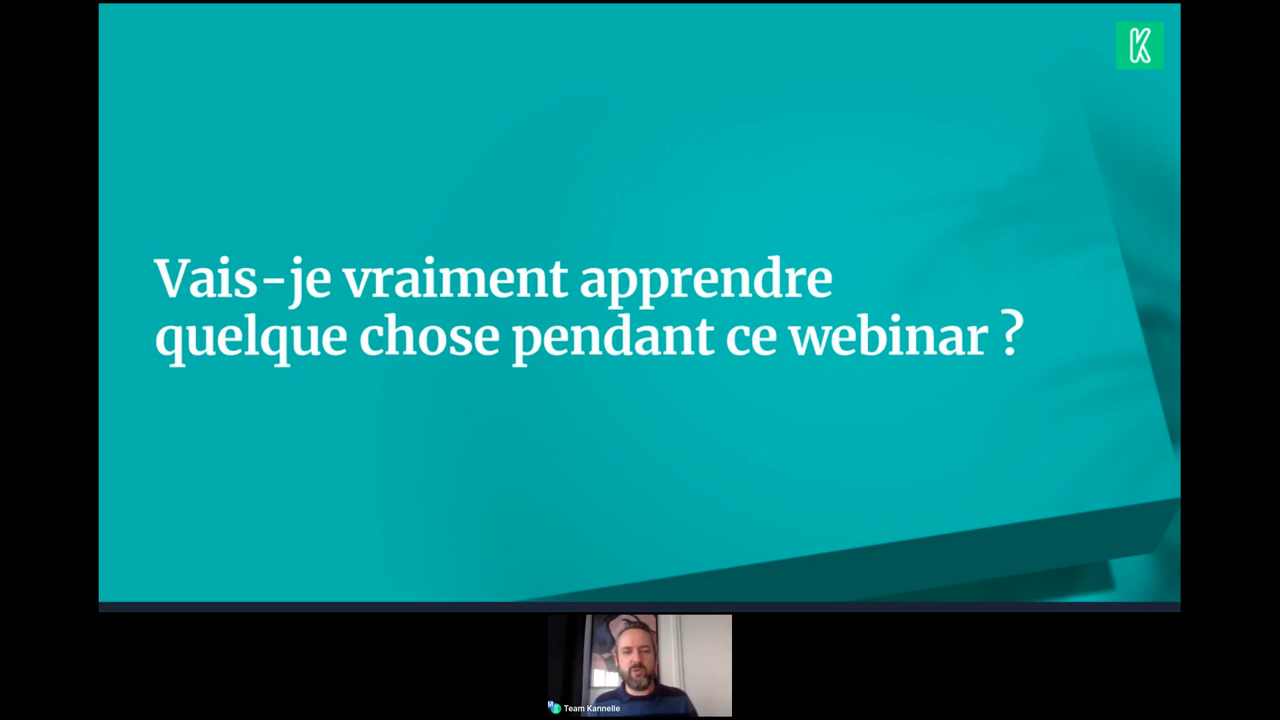 K
Vais-je vraiment apprendre
quelque chose pendant ce webinar ?
Team Kannelle